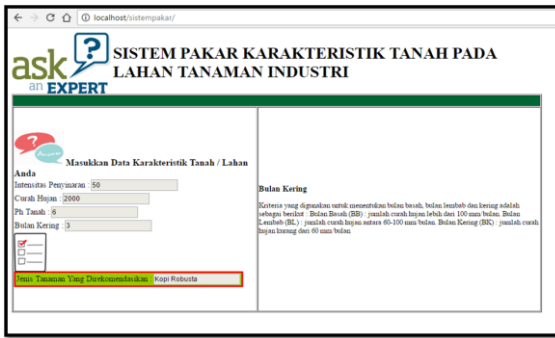 localhost/sistempakar/
ask
an EXPERT
SISTEM PAKAR KARAKTERISTIK TANAH PADA
LAHAN TANAMAN INDUSTRI
Masukkan Data Karakteristik Tanah / Lahan
Anda
Intensitas Penyinaran : 50
Curah Hujan : 2000
Ph Tanah : 6
Bulan Kering : 3
Jenis Tanaman Yang Direkomendasikan : Kopi Robusta
Bulan Kering
Kriteria yang digunakan untuk menentukan bulan basah, bulan lembab dan kering adalah
sebagai berikut : Bulan Basah (BB) : jumlah curah hujan lebih dari 100 mm/bulan. Bulan
Lembab (BL) : jumlah curah hujan antara 60-100 mm/bulan. Bulan Kering (BK) : jumlah curah
hujan kurang dari 60 mm/bulan